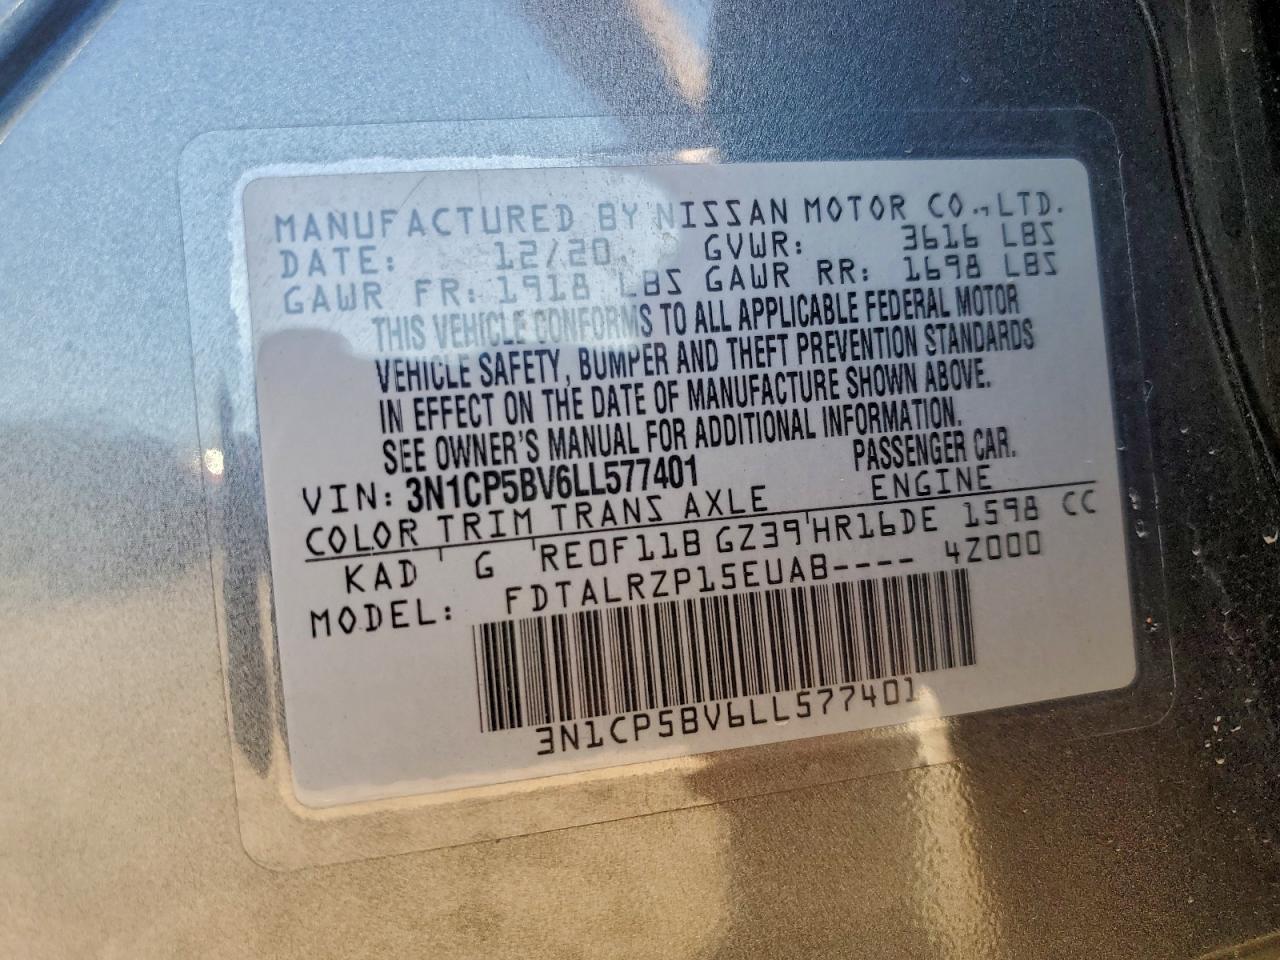 MANUFACTURED BY NISSAN MOTOR CO.,LTD.
DATE: 12/20 GVWR: 3616 LBS
GAWR FR: 1918 LBS GAWR RR: 1698 LBS
THIS VEHICLE CONFORMS TO ALL APPLICABLE FEDERAL MOTOR
VEHICLE SAFETY, BUMPER AND THEFT PREVENTION STANDARDS
IN EFFECT ON THE DATE OF MANUFACTURE SHOWN ABOVE.
SEE OWNER'S MANUAL FOR ADDITIONAL INFORMATION.
VIN: 3N1CP5BV6LL577401 PASSENGER CAR.
COLOR TRIM TRANS AXLE ENGINE
KAD G RE0F11B GZ39 HR16DE 1598 CC
MODEL: FDTALRZP15EUAB---- 4Z000
3N1CP5BV6LL577401